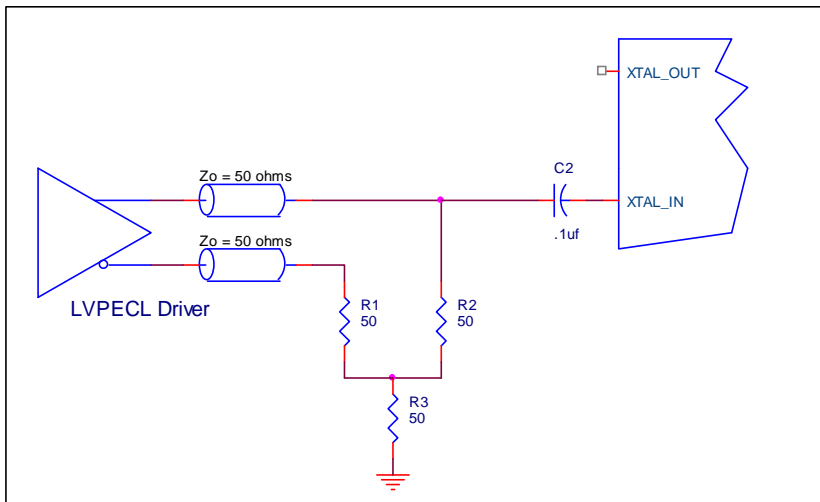 XTAL_OUT
Zo = 50 ohms
C2
XTAL_IN
.1uf
Zo = 50 ohms
LVPECL Driver
R1
50
R2
50
R3
50